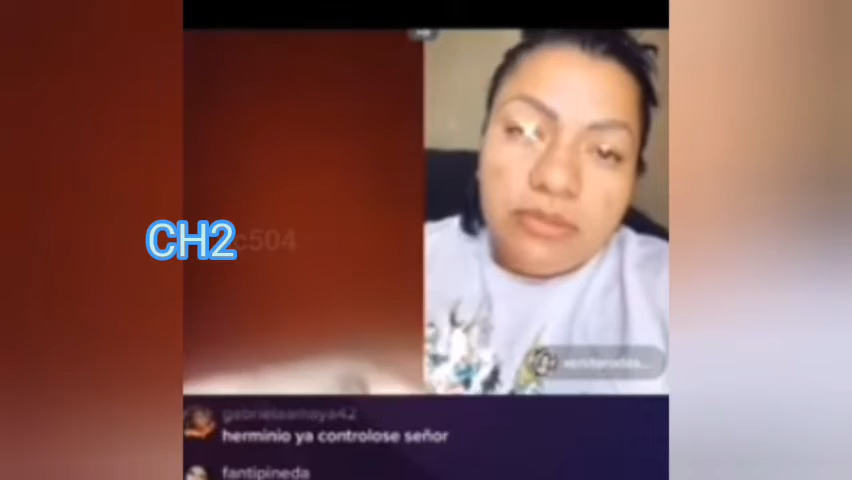 CH2
c504
gabrielaamaya42
herminio ya controlose señor
fantipineda